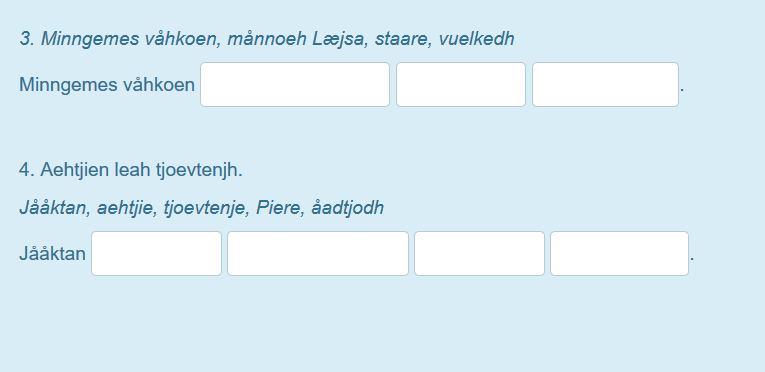 3. Minngemes våhkoen, månnoeh Læjsa, staare, vuelkedh
Minngemes våhkoen .
4. Aehtjien leah tjoevtenjh.
Jååktan, aehtjie, tjoevtenje, Piere, åadtjodh
Jååktan .